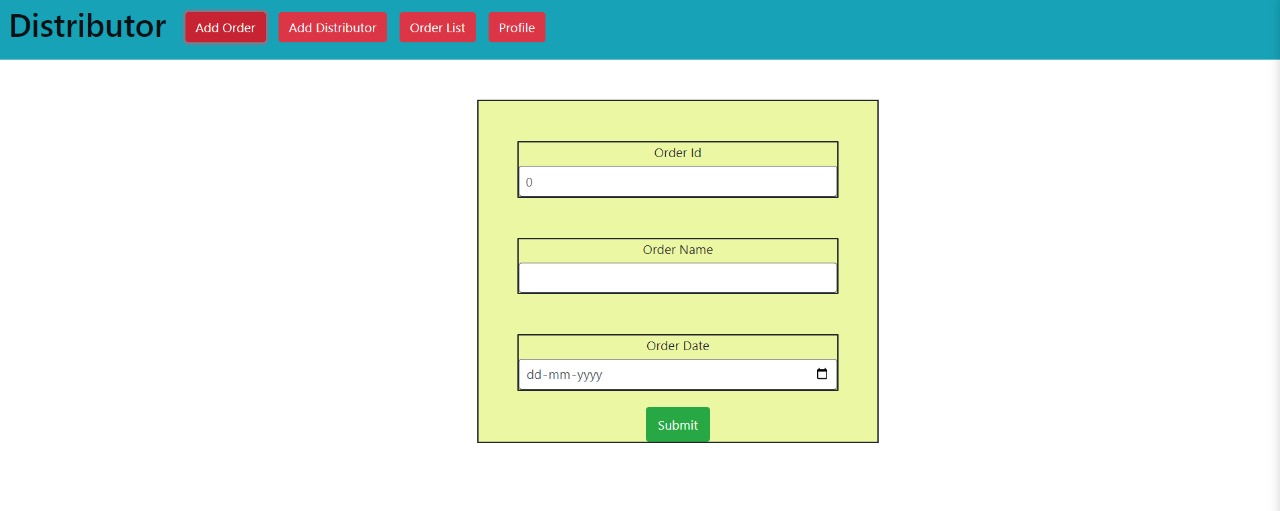 Distributor Add Order Add Distributor Order List Profile
Order Id
0
Order Name
Order Date
dd-mm-yyyy
Submit